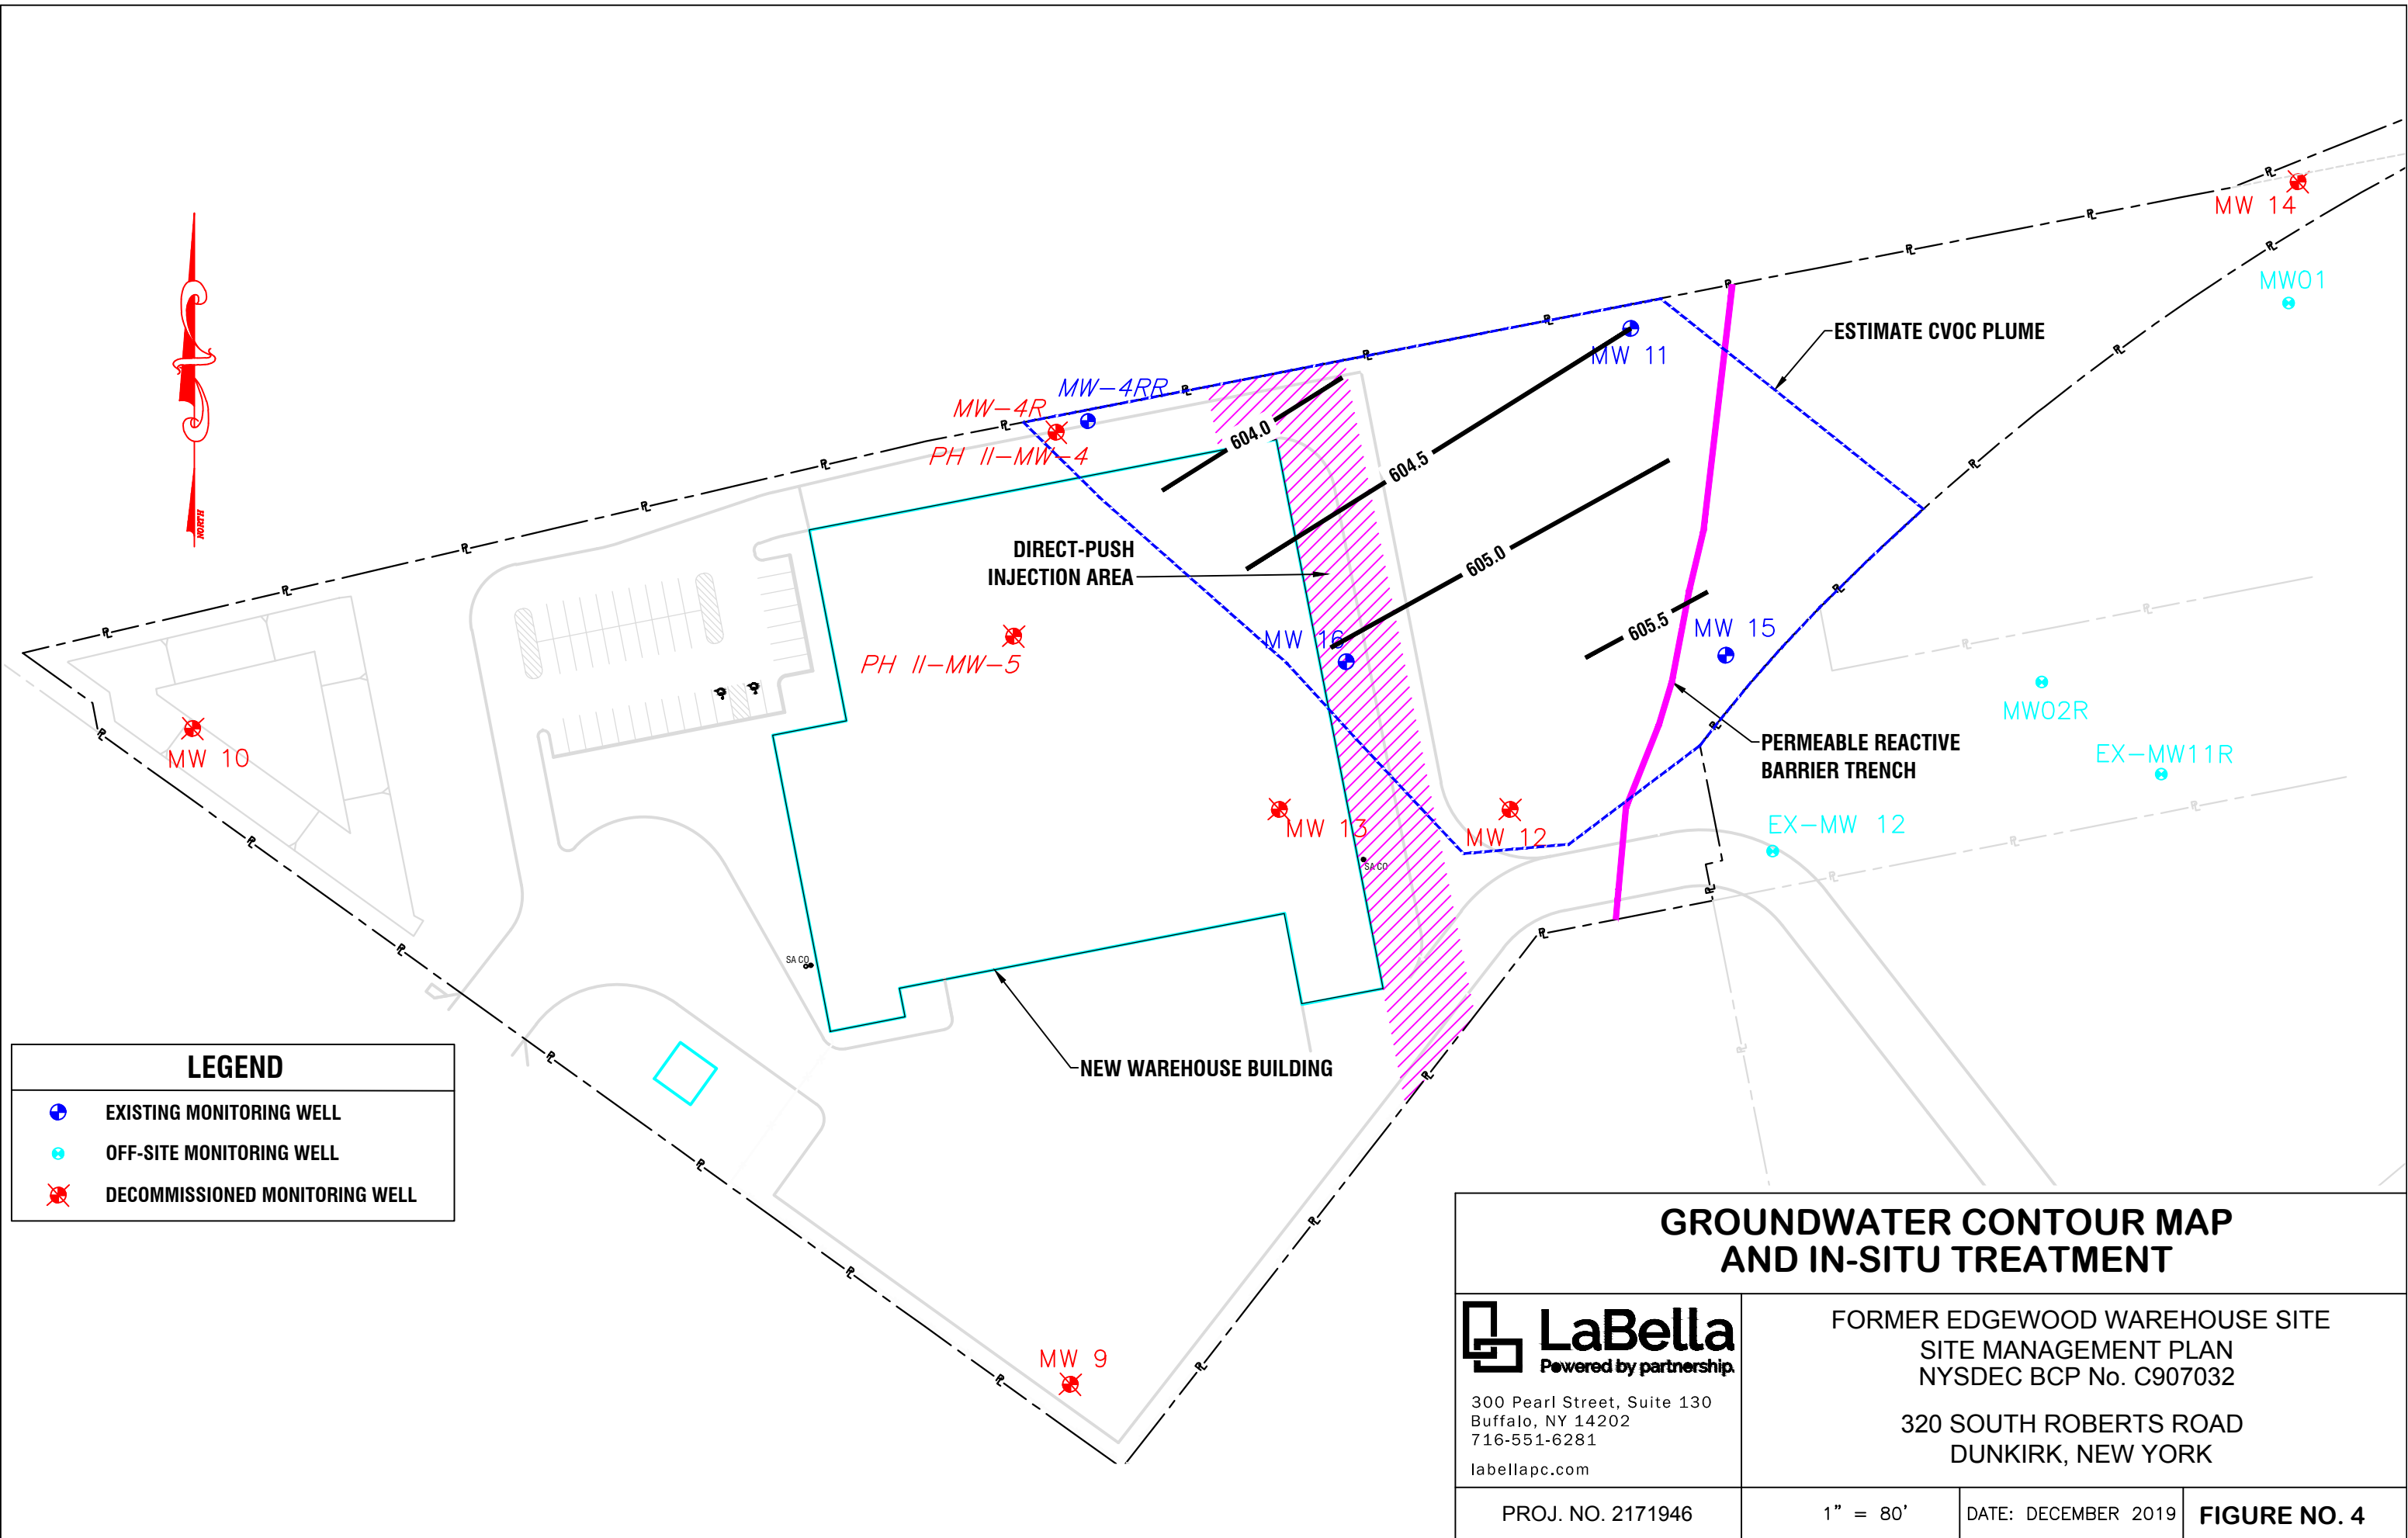 MW 14
MW01
ESTIMATE CVOC PLUME
MW 11
MW-4RR
MW-4R
PH II-MW-4
604.0
604.5
605.0
605.5
DIRECT-PUSH
INJECTION AREA
MW 16
MW 15
PH II-MW-5
MW02R
EX-MW11R
PERMEABLE REACTIVE
BARRIER TRENCH
MW 10
MW 13
MW 12
EX-MW 12
SA CO
SA CO
NEW WAREHOUSE BUILDING
MW 9
NORTH
LEGEND
EXISTING MONITORING WELL
OFF-SITE MONITORING WELL
DECOMMISSIONED MONITORING WELL
GROUNDWATER CONTOUR MAP
AND IN-SITU TREATMENT
LaBella
Powered by partnership.
300 Pearl Street, Suite 130
Buffalo, NY 14202
716-551-6281
labellapc.com
FORMER EDGEWOOD WAREHOUSE SITE
SITE MANAGEMENT PLAN
NYSDEC BCP No. C907032
320 SOUTH ROBERTS ROAD
DUNKIRK, NEW YORK
PROJ. NO. 2171946
1" = 80'
DATE: DECEMBER 2019
FIGURE NO. 4